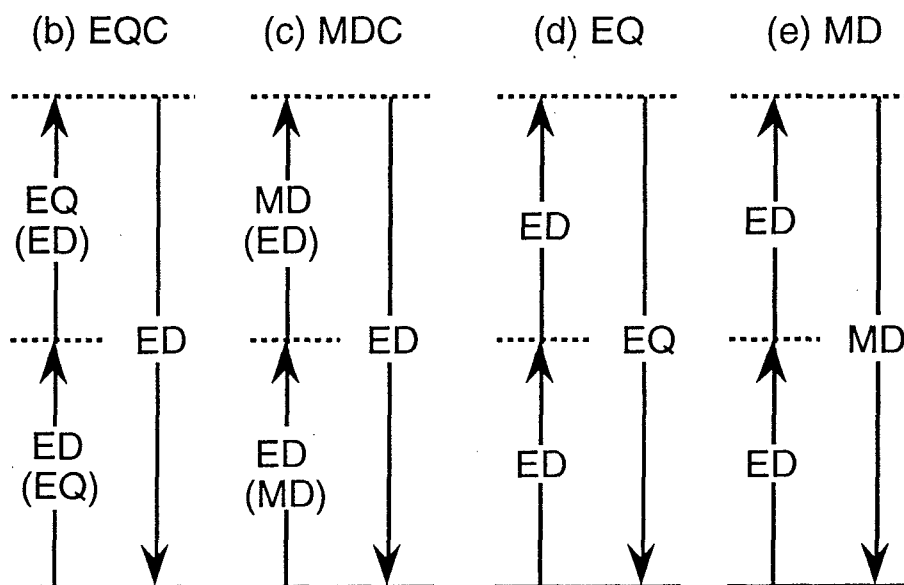 (b) EQC (c) MDC (d) EQ (e) MD
EQ MD
(ED) (ED) ED ED
ED ED EQ MD
ED ED ED ED
(EQ) (MD)